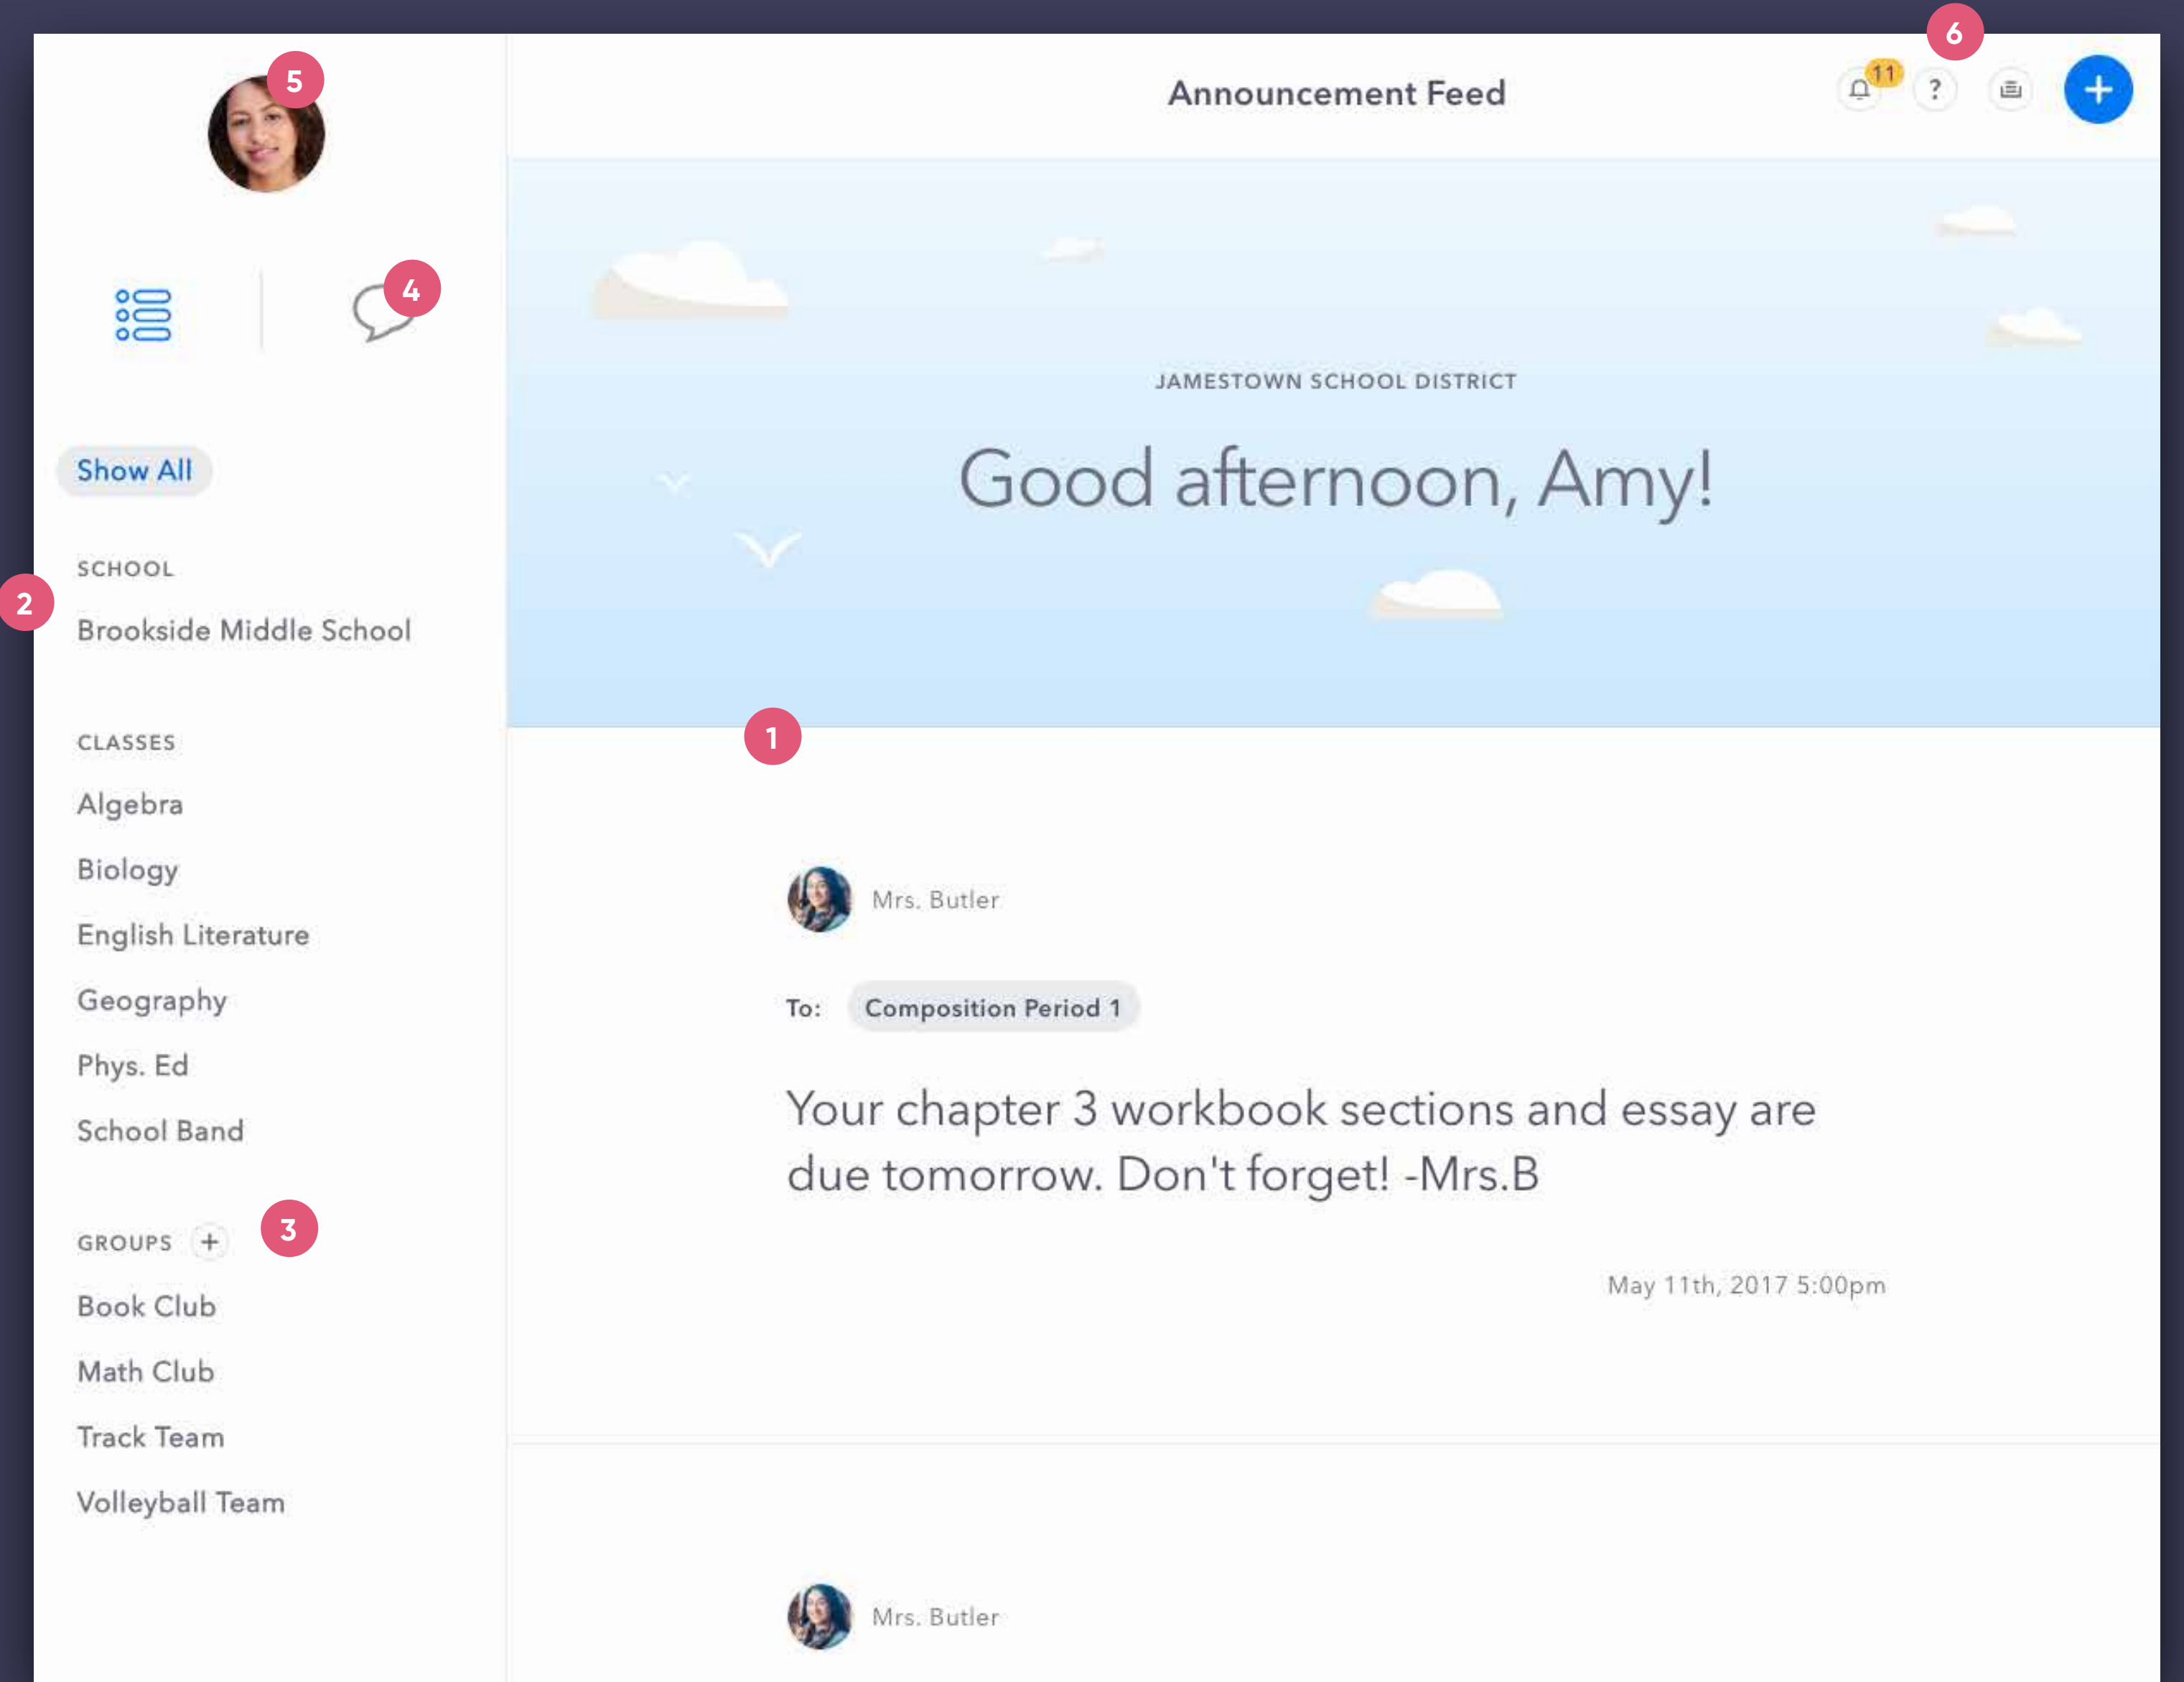 5
4
Show All
SCHOOL
2
Brookside Middle School
CLASSES
Algebra
Biology
English Literature
Geography
Phys. Ed
School Band
GROUPS +
3
Book Club
Math Club
Track Team
Volleyball Team
6
Announcement Feed
11
?
+
JAMESTOWN SCHOOL DISTRICT
Good afternoon, Amy!
1
Mrs. Butler
To: Composition Period 1
Your chapter 3 workbook sections and essay are
due tomorrow. Don't forget! -Mrs.B
May 11th, 2017 5:00pm
Mrs. Butler